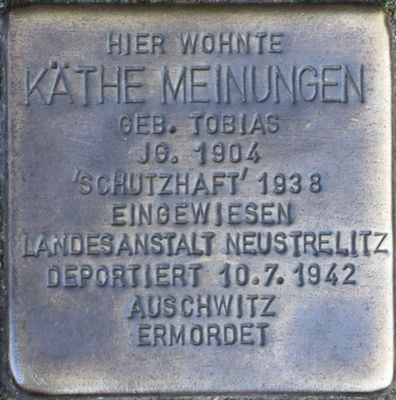 HIER WOHNTE
KÄTHE MEINUNGEN
GEB. TOBIAS
JG. 1904
'SCHUTZHAFT' 1938
EINGEWIESEN
LANDESANSTALT NEUSTRELITZ
DEPORTIERT 10.7.1942
AUSCHWITZ
ERMORDET